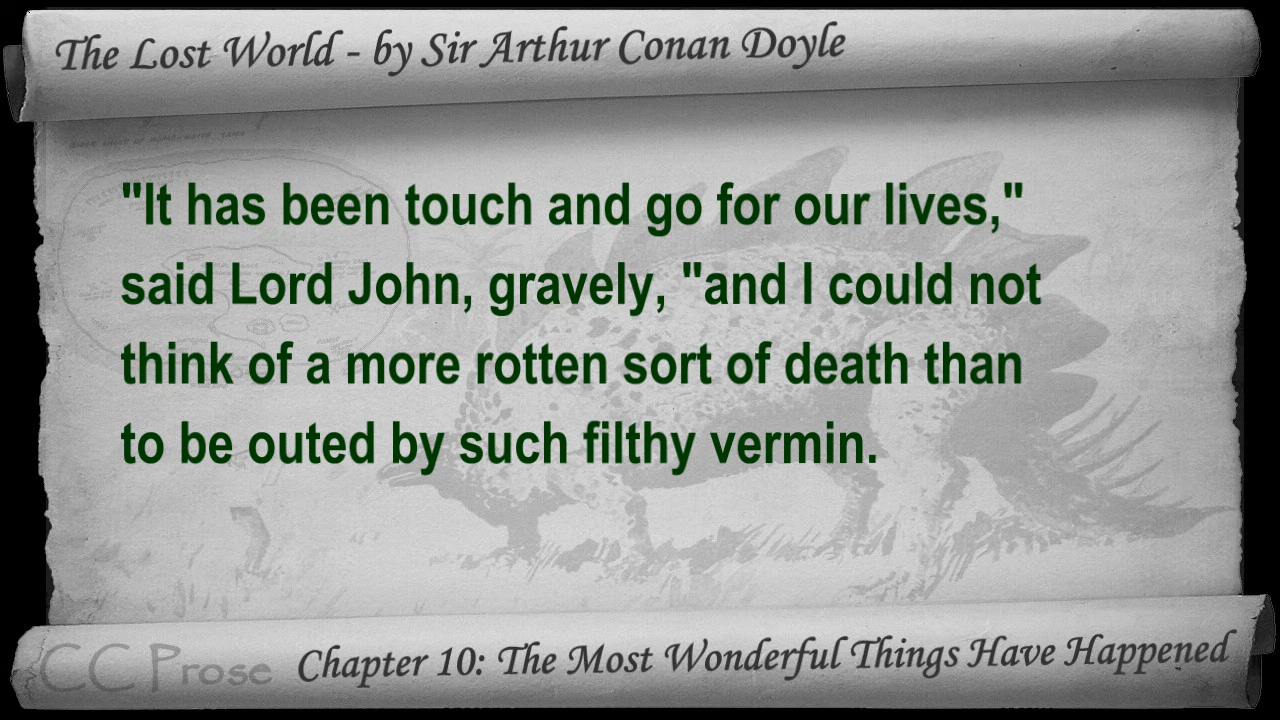 The Lost World - by Sir Arthur Conan Doyle
"It has been touch and go for our lives,"
said Lord John, gravely, "and I could not
think of a more rotten sort of death than
to be outed by such filthy vermin.
CC Prose
Chapter 10: The Most Wonderful Things Have Happened